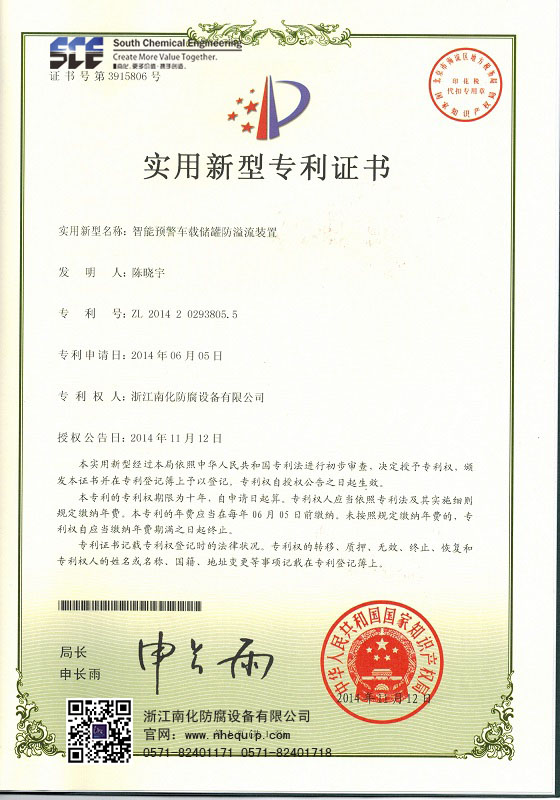 SCE
South Chemical Engineering
Create More Value Together.
证书号第3915806号
实用新型专利证书
实用新型名称：智能预警车载储罐防溢流装置
发明人：陈晓宇
专利号：ZL 2014 2 0293805.5
专利申请日：2014年06月05日
专利权人：浙江南化防腐设备有限公司
授权公告日：2014年11月12日
本实用新型经过本局依照中华人民共和国专利法进行初步审查，决定授予专利权，颁
发本证书并在专利登记簿上予以登记。专利权自授权公告之日起生效。
本专利的专利权期限为十年，自申请日起算。专利权人应当依照专利法及其实施细则
规定缴纳年费。本专利的年费应当在每年06月05日前缴纳。未按照规定缴纳年费的，专
利权自应当缴纳年费期满之日起终止。
专利证书记载专利权登记时的法律状况。专利权的转移、质押、无效、终止、恢复和
专利权人的姓名或名称、国籍、地址变更等事项记载在专利登记簿上。
局长
申长雨
申长雨
中华人民共和国国家知识产权局
2014年11月12日
浙江南化防腐设备有限公司
官网：www.nhequip.com
0571-82401171 0571-82401718
印花税
代扣专用章